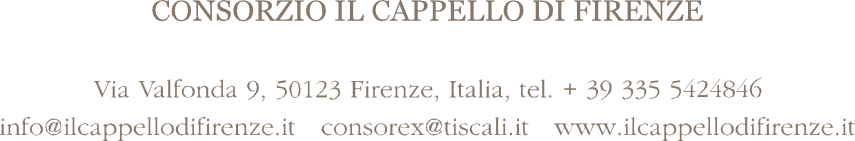 CONSORZIO IL CAPPELLO DI FIRENZE
Via Valfonda 9, 50123 Firenze, Italia, tel. + 39 335 5424846
info@ilcappellodifirenze.it consorex@tiscali.it www.ilcappellodifirenze.it